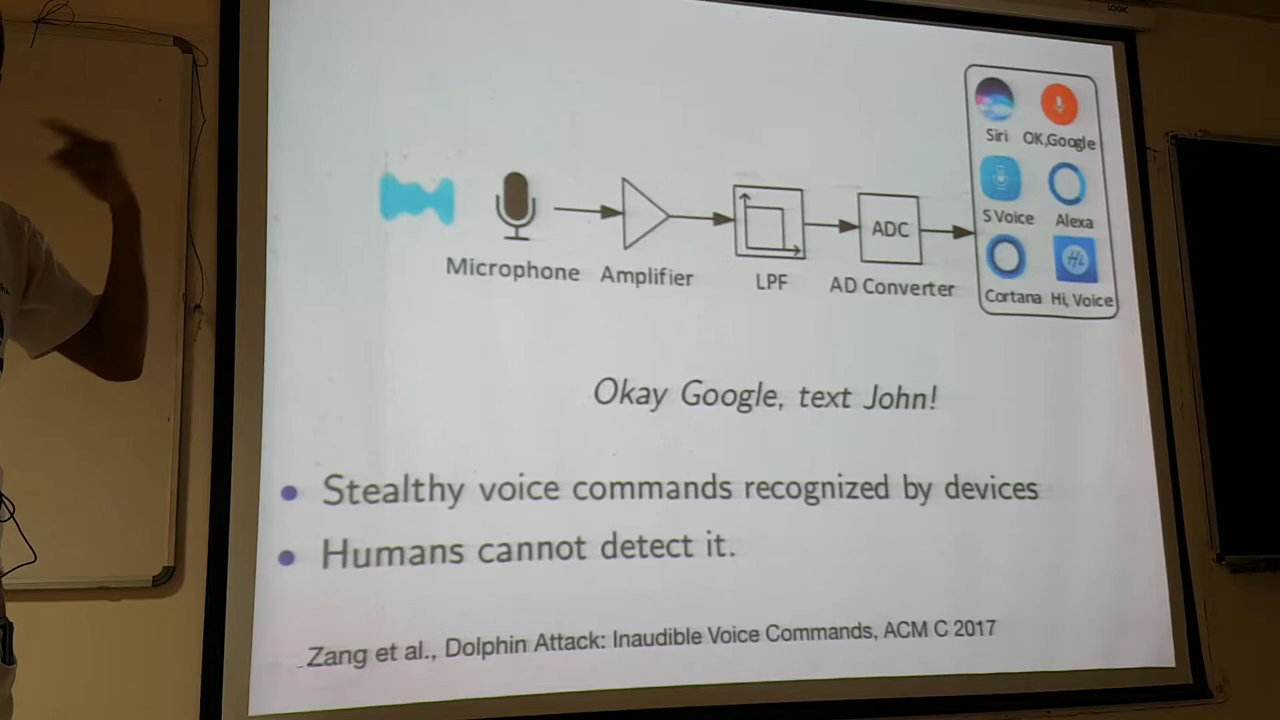 LOGIC
Siri OK,Google
S Voice Alexa
Cortana Hi, Voice
Hi
ADC
Microphone Amplifier LPF AD Converter
Okay Google, text John!
• Stealthy voice commands recognized by devices
• Humans cannot detect it.
Zang et al., Dolphin Attack: Inaudible Voice Commands, ACM C 2017